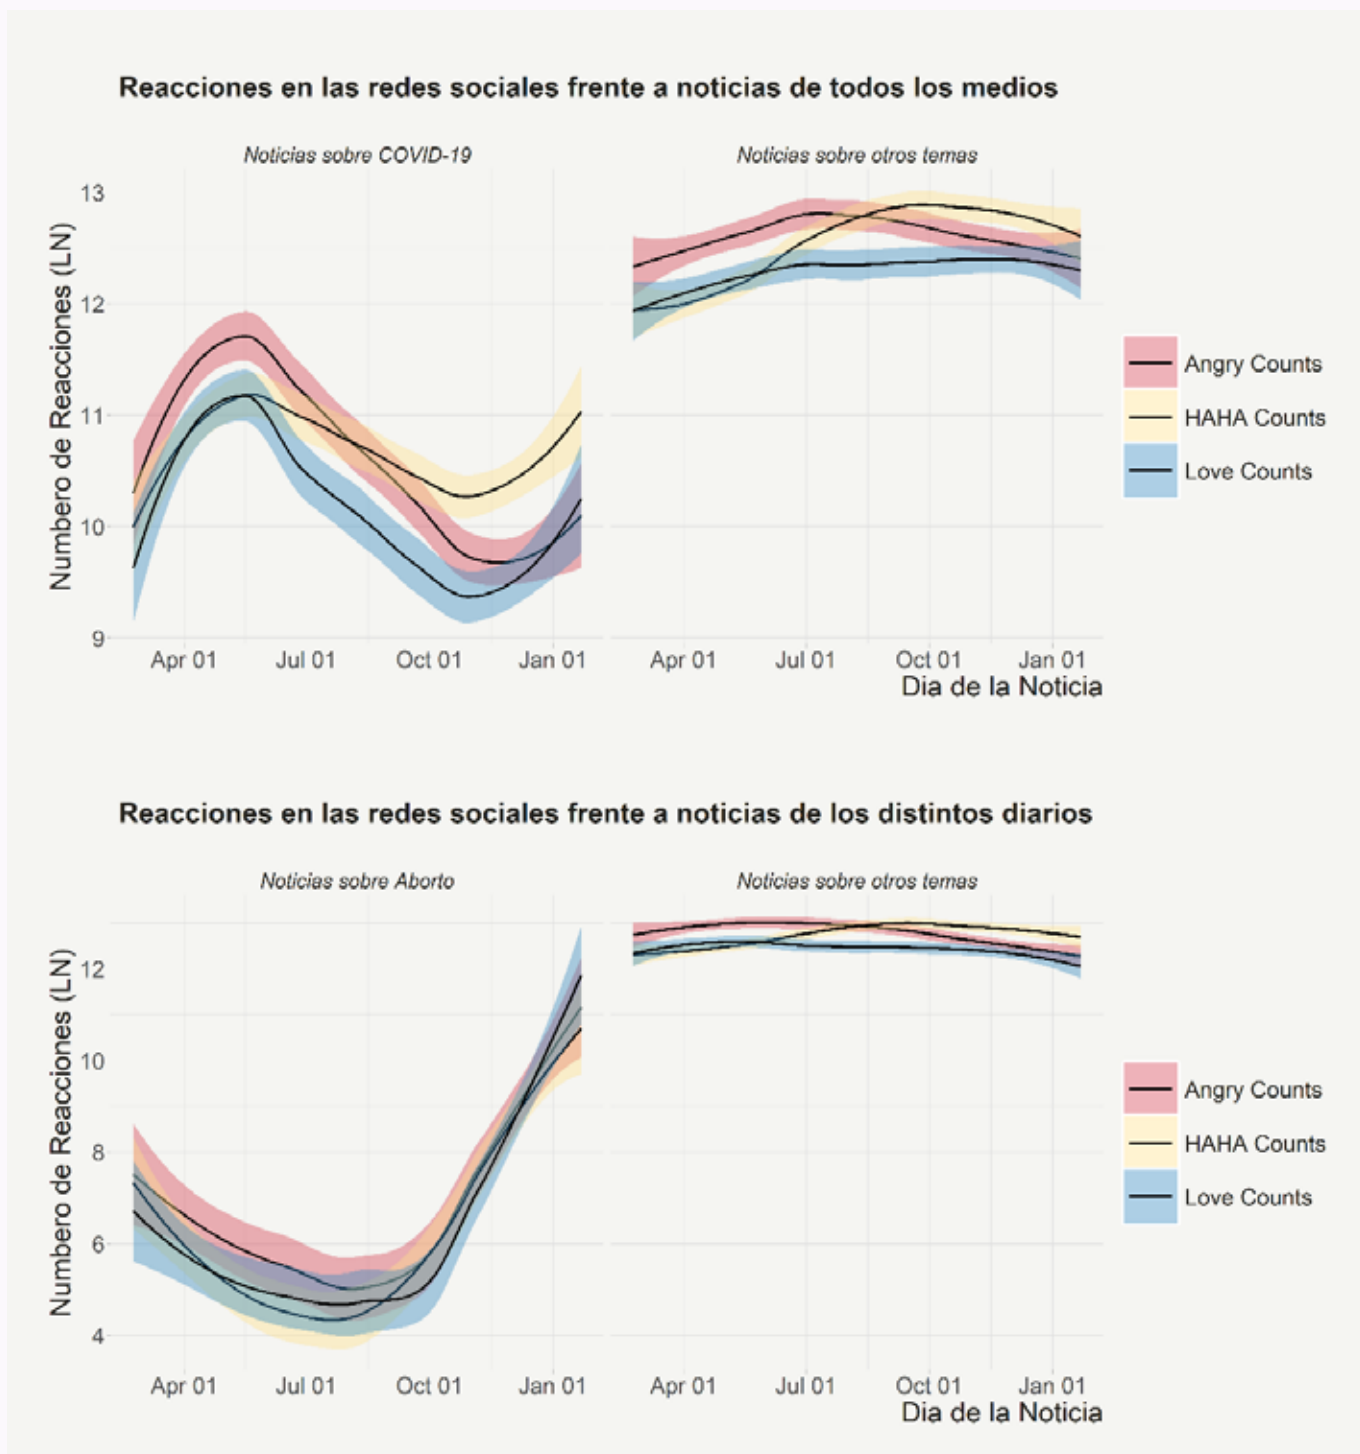 Reacciones en las redes sociales frente a noticias de todos los medios
Noticias sobre COVID-19
Noticias sobre otros temas
Numbero de Reacciones (LN)
13
12
11
10
9
Apr 01 Jul 01 Oct 01 Jan 01
Apr 01 Jul 01 Oct 01 Jan 01
Dia de la Noticia
Angry Counts
HAHA Counts
Love Counts
Reacciones en las redes sociales frente a noticias de los distintos diarios
Noticias sobre Aborto
Noticias sobre otros temas
Numbero de Reacciones (LN)
12
10
8
6
4
Apr 01 Jul 01 Oct 01 Jan 01
Apr 01 Jul 01 Oct 01 Jan 01
Dia de la Noticia
Angry Counts
HAHA Counts
Love Counts